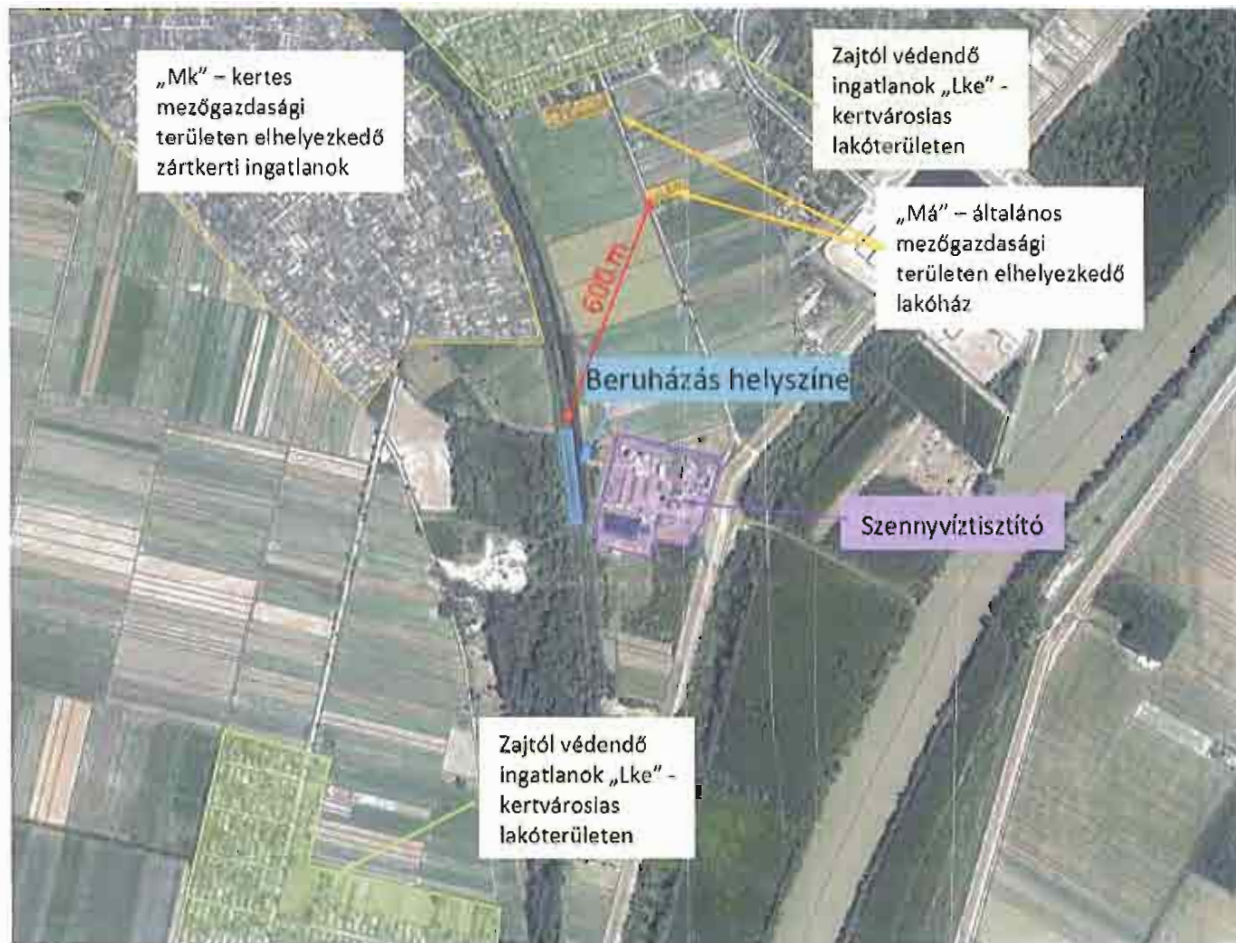 „Mk” – kertes
mezőgazdasági
területen elhelyezkedő
zártkerti ingatlanok
Zajtól védendő
ingatlanok „Lke” -
kertvárosias
lakóterületen
„Má” – általános
mezőgazdasági
területen elhelyezkedő
lakóház
600 m
Beruházás helyszíne
Szennyvíztisztító
Zajtól védendő
ingatlanok „Lke” -
kertvárosias
lakóterületen